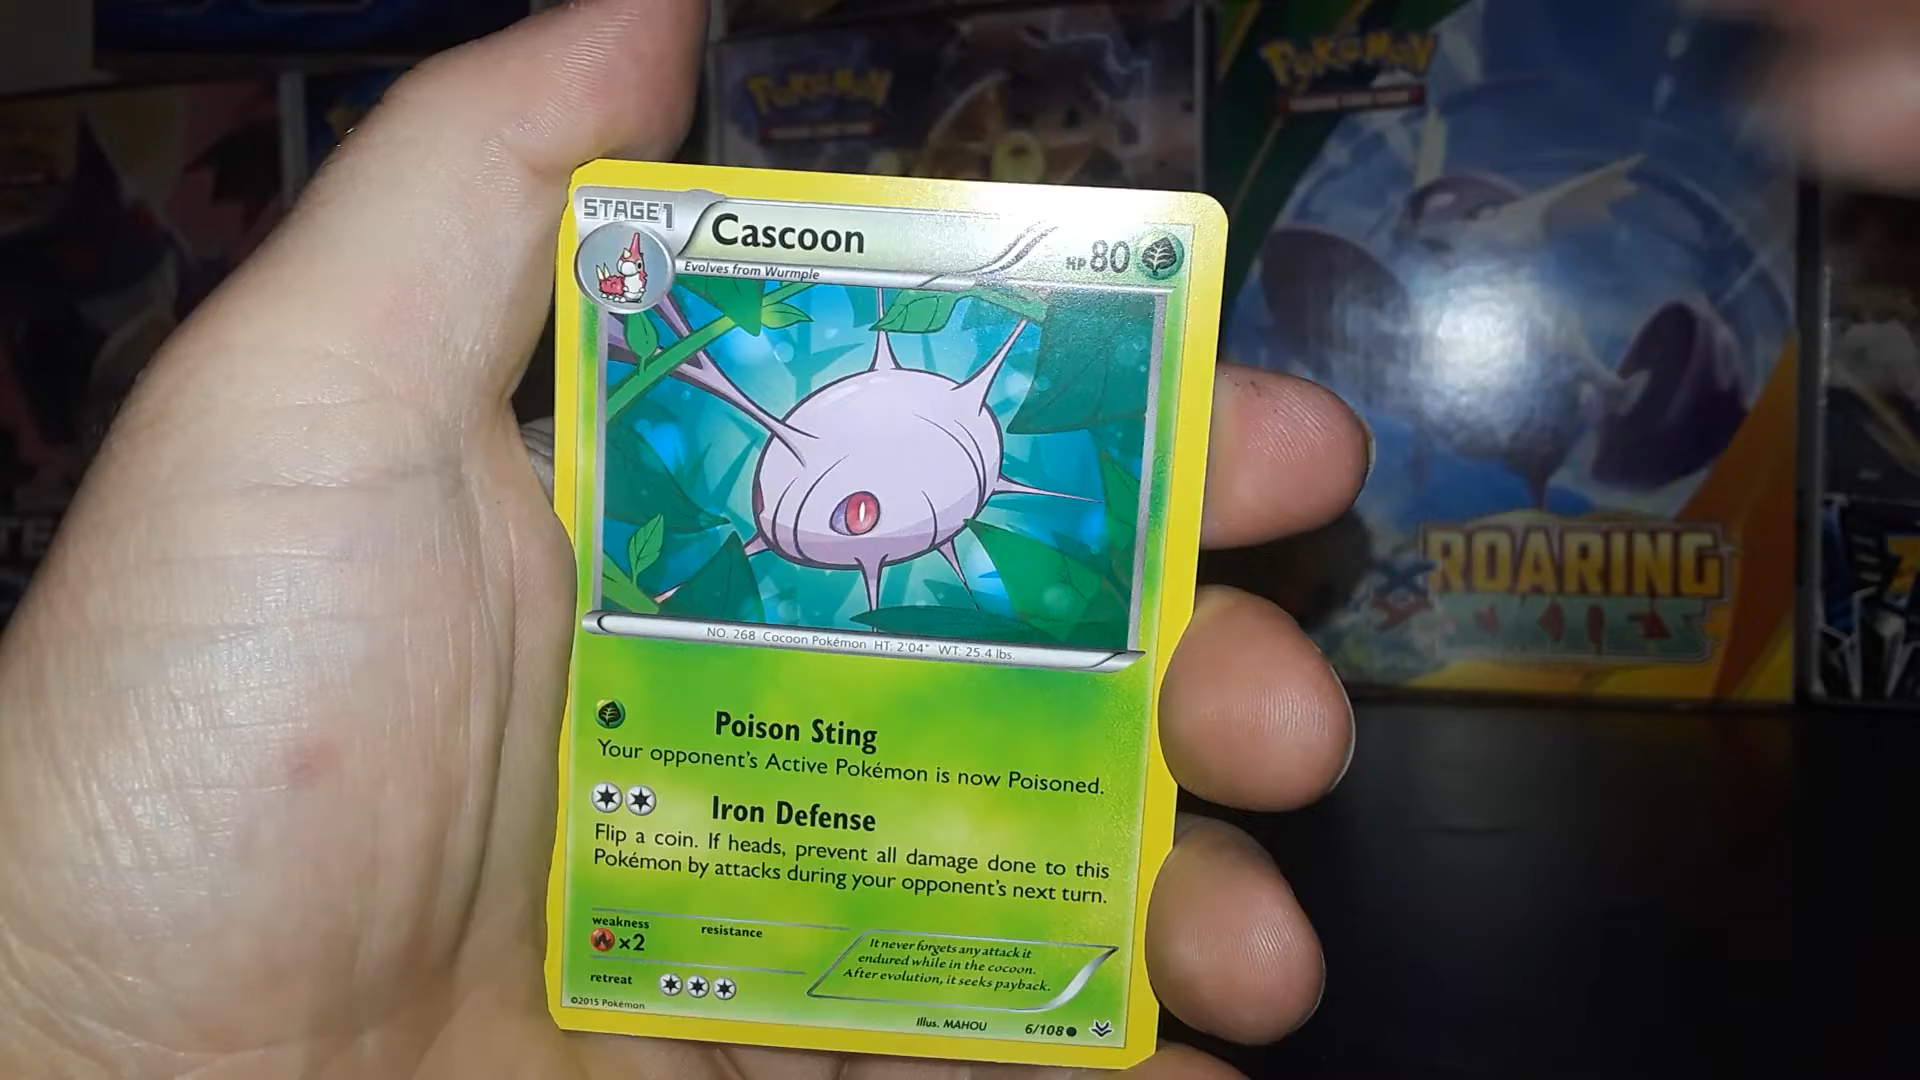 POKéMON
POKéMON
STAGE1
Cascoon
HP80
Evolves from Wurmple
NO. 268 Cocoon Pokémon HT: 2'04" WT: 25.4 lbs.
Poison Sting
Your opponent's Active Pokémon is now Poisoned.
Iron Defense
Flip a coin. If heads, prevent all damage done to this
Pokémon by attacks during your opponent's next turn.
weakness
resistance
×2
It never forgets any attack it
endured while in the cocoon.
After evolution, it seeks payback.
retreat
©2015 Pokémon
Illus. MAHOU
6/108
XY
ROARING
SKIES